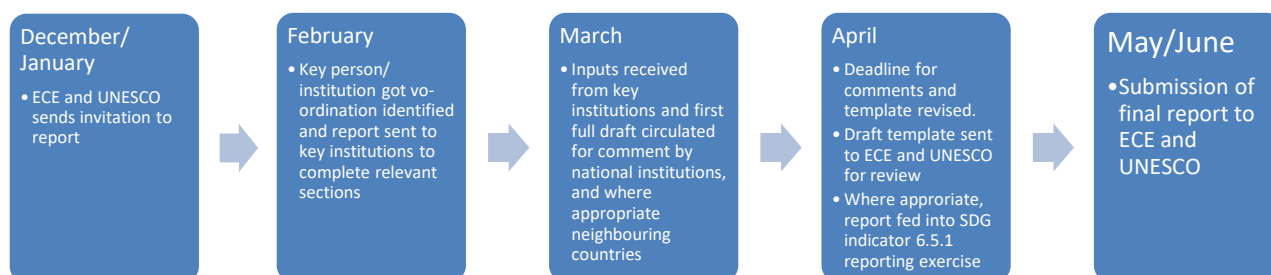 December/
January
• ECE and UNESCO
sends invitation to
report
February
• Key person/
institution got vo-
ordination identified
and report sent to
key institutions to
complete relevant
sections
March
• Inputs received
from key
institutions and first
full draft circulated
for comment by
national institutions,
and where
appropriate
neighbouring
countries
April
• Deadline for
comments and
template revised.
• Draft template sent
to ECE and UNESCO
for review
• Where approriate,
report fed into SDG
indicator 6.5.1
reporting exercise
May/June
•Submission of
final report to
ECE and
UNESCO